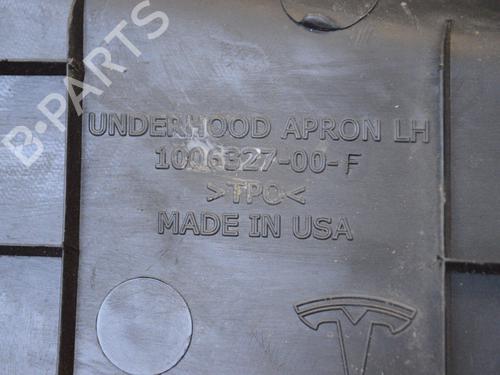 B-PARTS
UNDERHOOD APRON LH
1006327-00-F
>TPO<
MADE IN USA